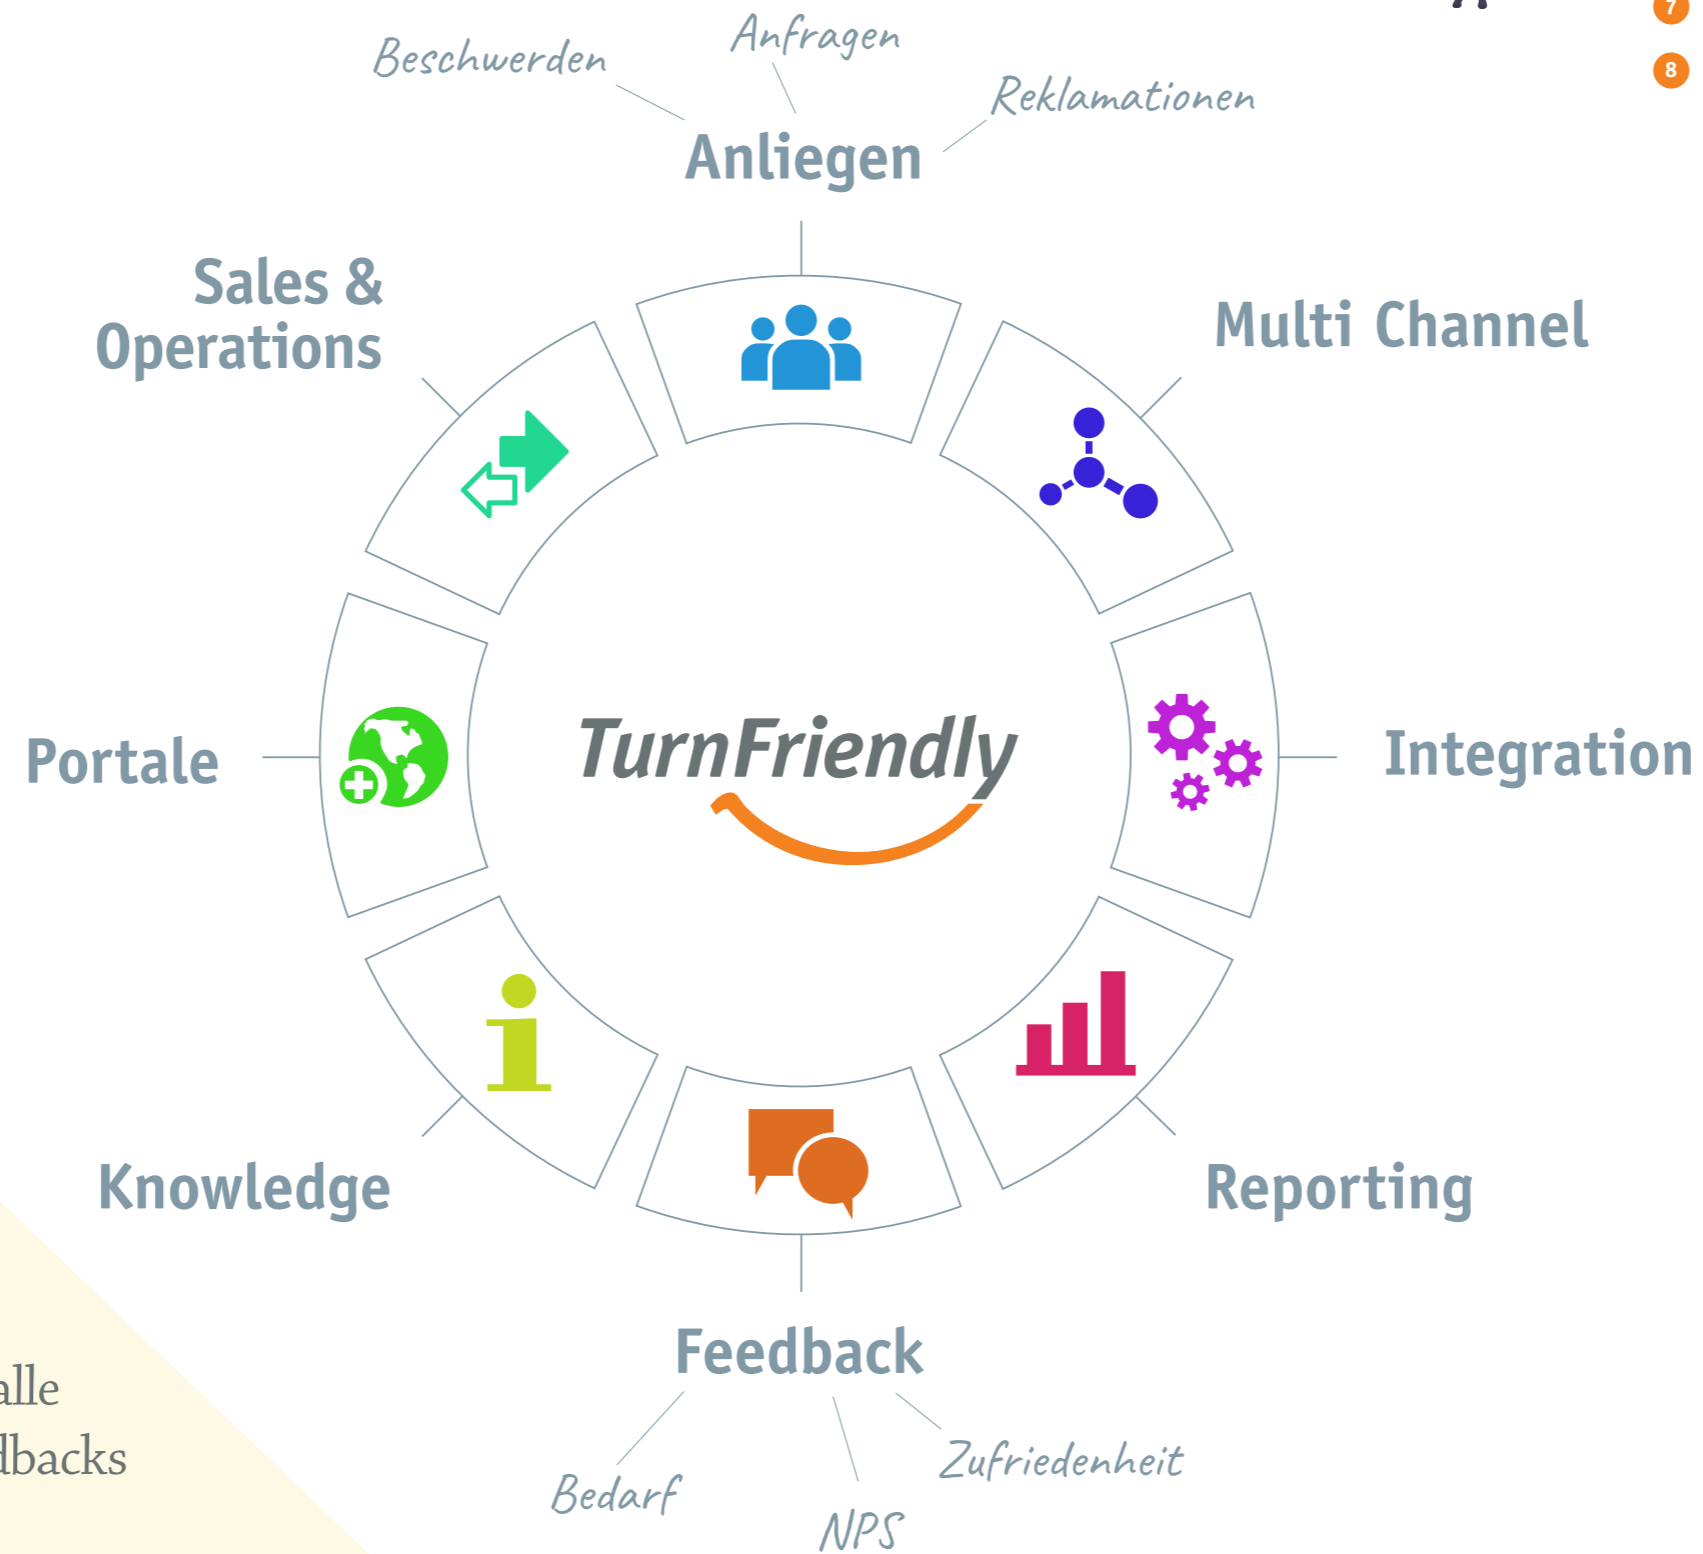 7
8
Beschwerden
Anfragen
Reklamationen
Anliegen
Sales &
Operations
Multi Channel
Portale
TurnFriendly
Integration
Knowledge
Reporting
Feedback
Bedarf
NPS
Zufriedenheit
alle
dbacks